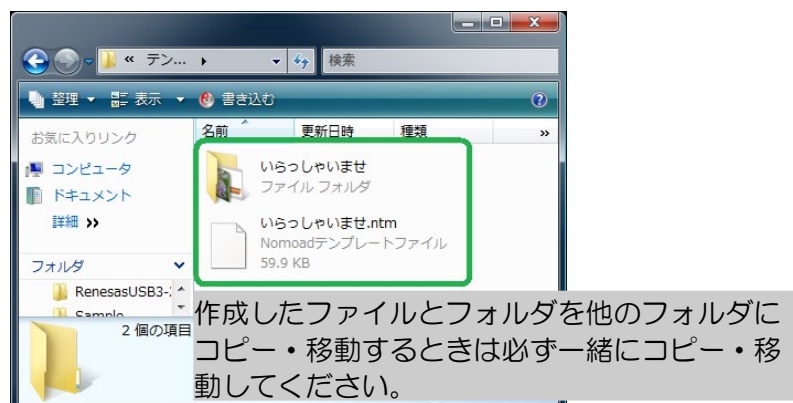 « テン...
検索
整理 表示 書き込む
お気に入りリンク
コンピュータ
ドキュメント
詳細 »
フォルダ
RenesasUSB3-
Sample
2 個の項目
名前 更新日時 種類 »
いらっしゃいませ
ファイル フォルダ
いらっしゃいませ.ntm
Nomoadテンプレートファイル
59.9 KB
作成したファイルとフォルダを他のフォルダに
コピー・移動するときは必ず一緒にコピー・移
動してください。